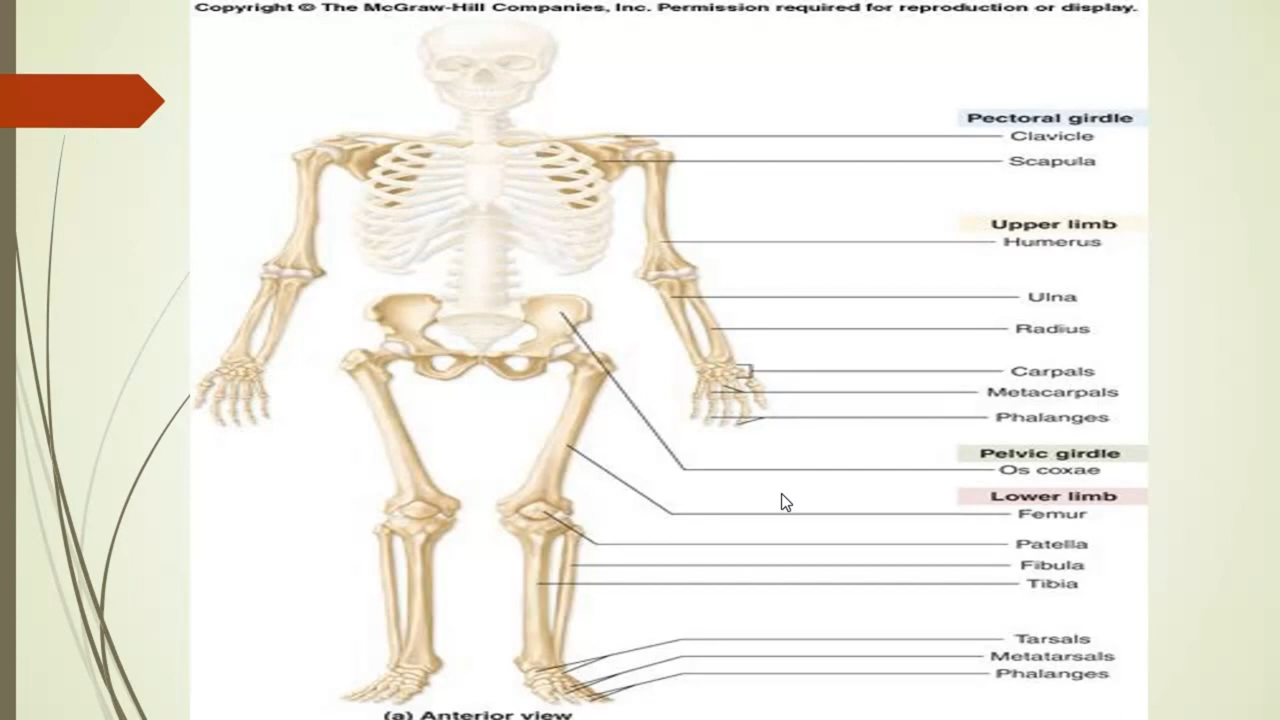 Copyright © The McGraw-Hill Companies, Inc. Permission required for reproduction or display.
Pectoral girdle
Clavicle
Scapula
Upper limb
Humerus
Ulna
Radius
Carpals
Metacarpals
Phalanges
Pelvic girdle
Os coxae
Lower limb
Femur
Patella
Fibula
Tibia
Tarsals
Metatarsals
Phalanges
(a) Anterior view